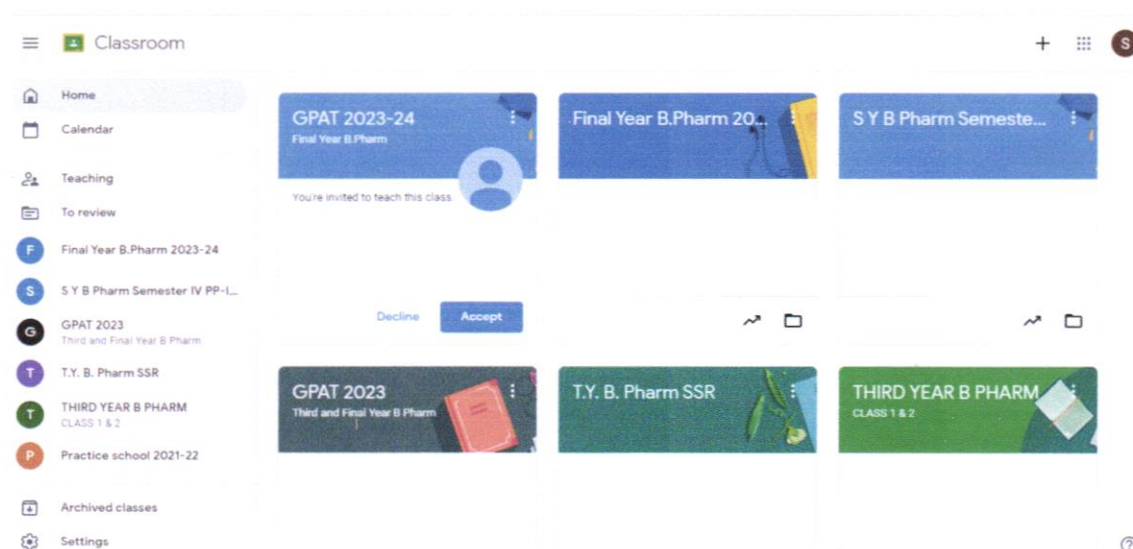 Classroom
S
Home
Calendar
Teaching
To review
F
Final Year B.Pharm 2023-24
S
S Y B Pharm Semester IV PP-I...
G
GPAT 2023
Third and Final Year B Pharm
T
T.Y. B. Pharm SSR
T
THIRD YEAR B PHARM
CLASS 1 & 2
P
Practice school 2021-22
Archived classes
Settings
GPAT 2023-24
Final Year B.Pharm
You're invited to teach this class.
Decline
Accept
Final Year B.Pharm 20...
S Y B Pharm Semeste...
GPAT 2023
Third and Final Year B Pharm
T.Y. B. Pharm SSR
THIRD YEAR B PHARM
CLASS 1 & 2